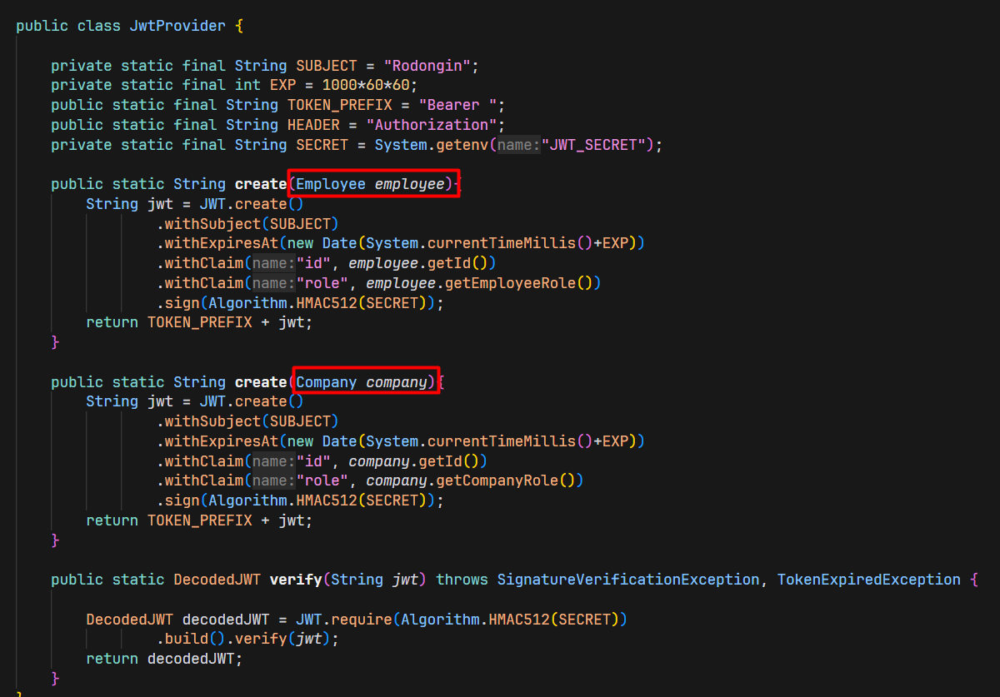 public class JwtProvider {
private static final String SUBJECT = "Rodongin";
private static final int EXP = 1000*60*60;
public static final String TOKEN_PREFIX = "Bearer ";
public static final String HEADER = "Authorization";
private static final String SECRET = System.getenv(name:"JWT_SECRET");
public static String create(Employee employee){
String jwt = JWT.create()
.withSubject(SUBJECT)
.withExpiresAt(new Date(System.currentTimeMillis()+EXP))
.withClaim(name:"id", employee.getId())
.withClaim(name:"role", employee.getEmployeeRole())
.sign(Algorithm.HMAC512(SECRET));
return TOKEN_PREFIX + jwt;
}
public static String create(Company company){
String jwt = JWT.create()
.withSubject(SUBJECT)
.withExpiresAt(new Date(System.currentTimeMillis()+EXP))
.withClaim(name:"id", company.getId())
.withClaim(name:"role", company.getCompanyRole())
.sign(Algorithm.HMAC512(SECRET));
return TOKEN_PREFIX + jwt;
}
public static DecodedJWT verify(String jwt) throws SignatureVerificationException, TokenExpiredException {
DecodedJWT decodedJWT = JWT.require(Algorithm.HMAC512(SECRET))
.build().verify(jwt);
return decodedJWT;
}
}